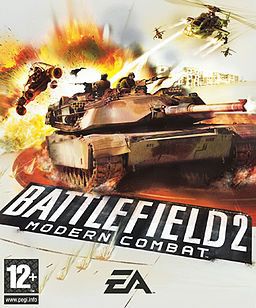 BATTLEFIELD 2
MODERN COMBAT
12+
www.pegi.info
EA